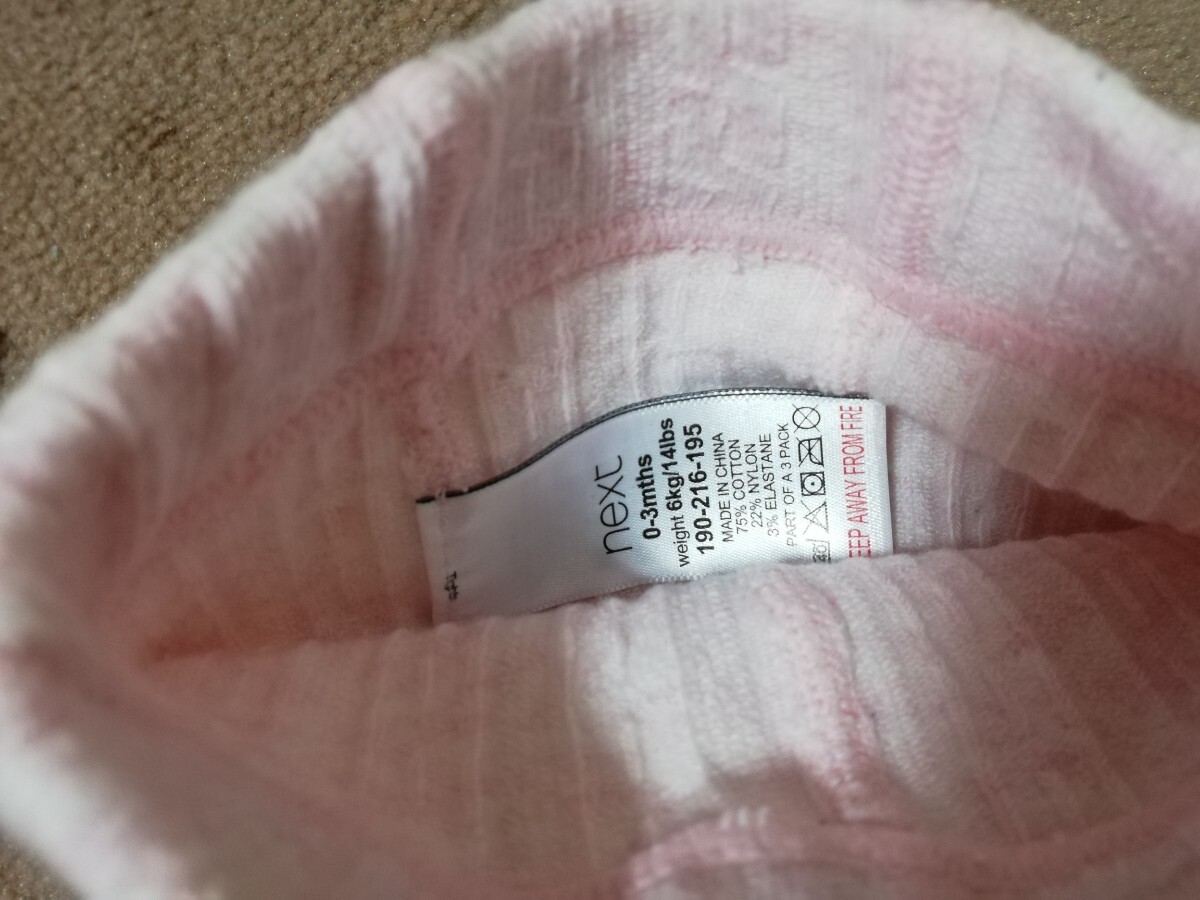 next
0-3mths
weight 6kg/14lbs
190-216-195
MADE IN CHINA
75% COTTON
22% NYLON
3% ELASTANE
PART OF A 3 PACK
40
EEP AWAY FROM FIRE